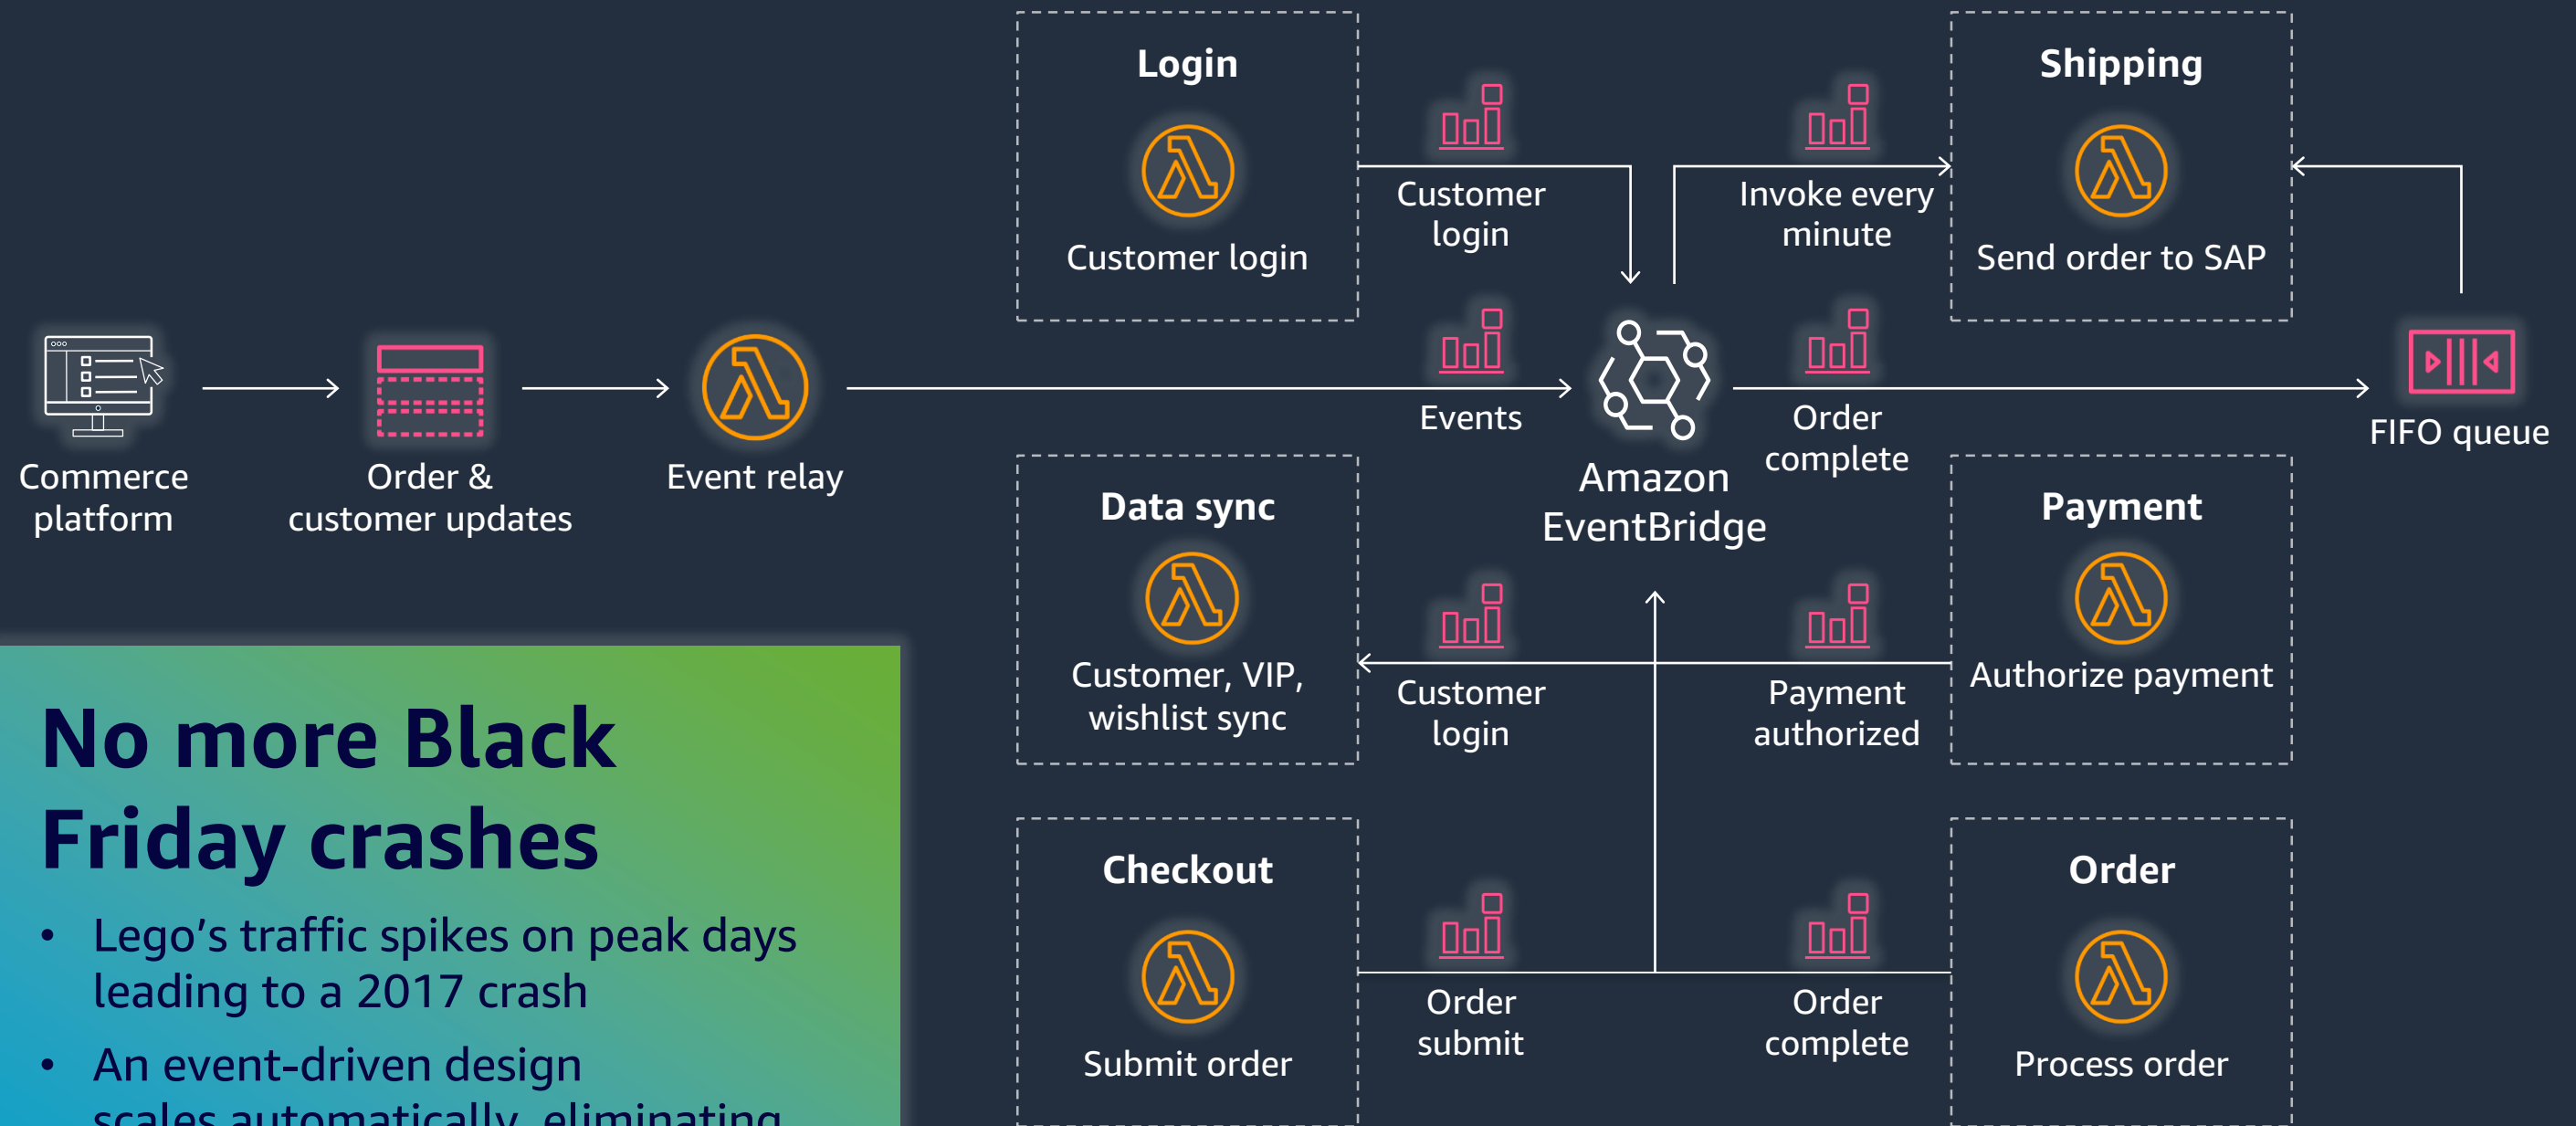 Login
Customer login
Customer
login
Invoke every
minute
Shipping
Send order to SAP
Commerce
platform
Order &
customer updates
Event relay
Events
Amazon
EventBridge
Order
complete
FIFO queue
Data sync
Customer, VIP,
wishlist sync
Customer
login
Payment
authorized
Payment
Authorize payment
Checkout
Submit order
Order
submit
Order
complete
Order
Process order
No more Black
Friday crashes
• Lego’s traffic spikes on peak days
leading to a 2017 crash
• An event-driven design
scales automatically, eliminating